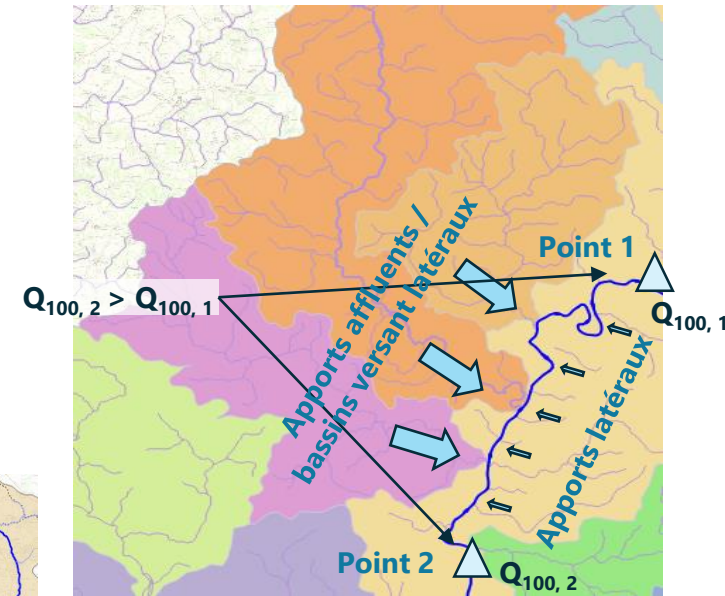 Apports affluents /
bassins versant latéraux
Point 1
Q100, 2 > Q100, 1
Q100, 1
Apports latéraux
Point 2
Q100, 2